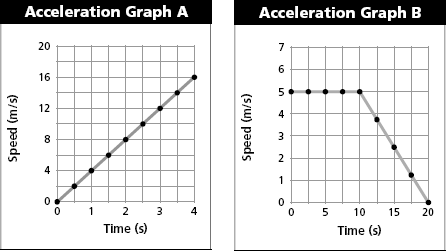 Acceleration Graph A
20
16
12
8
4
0
Speed (m/s)
0 1 2 3 4
Time (s)
Acceleration Graph B
7
6
5
4
3
2
1
0
Speed (m/s)
0 5 10 15 20
Time (s)